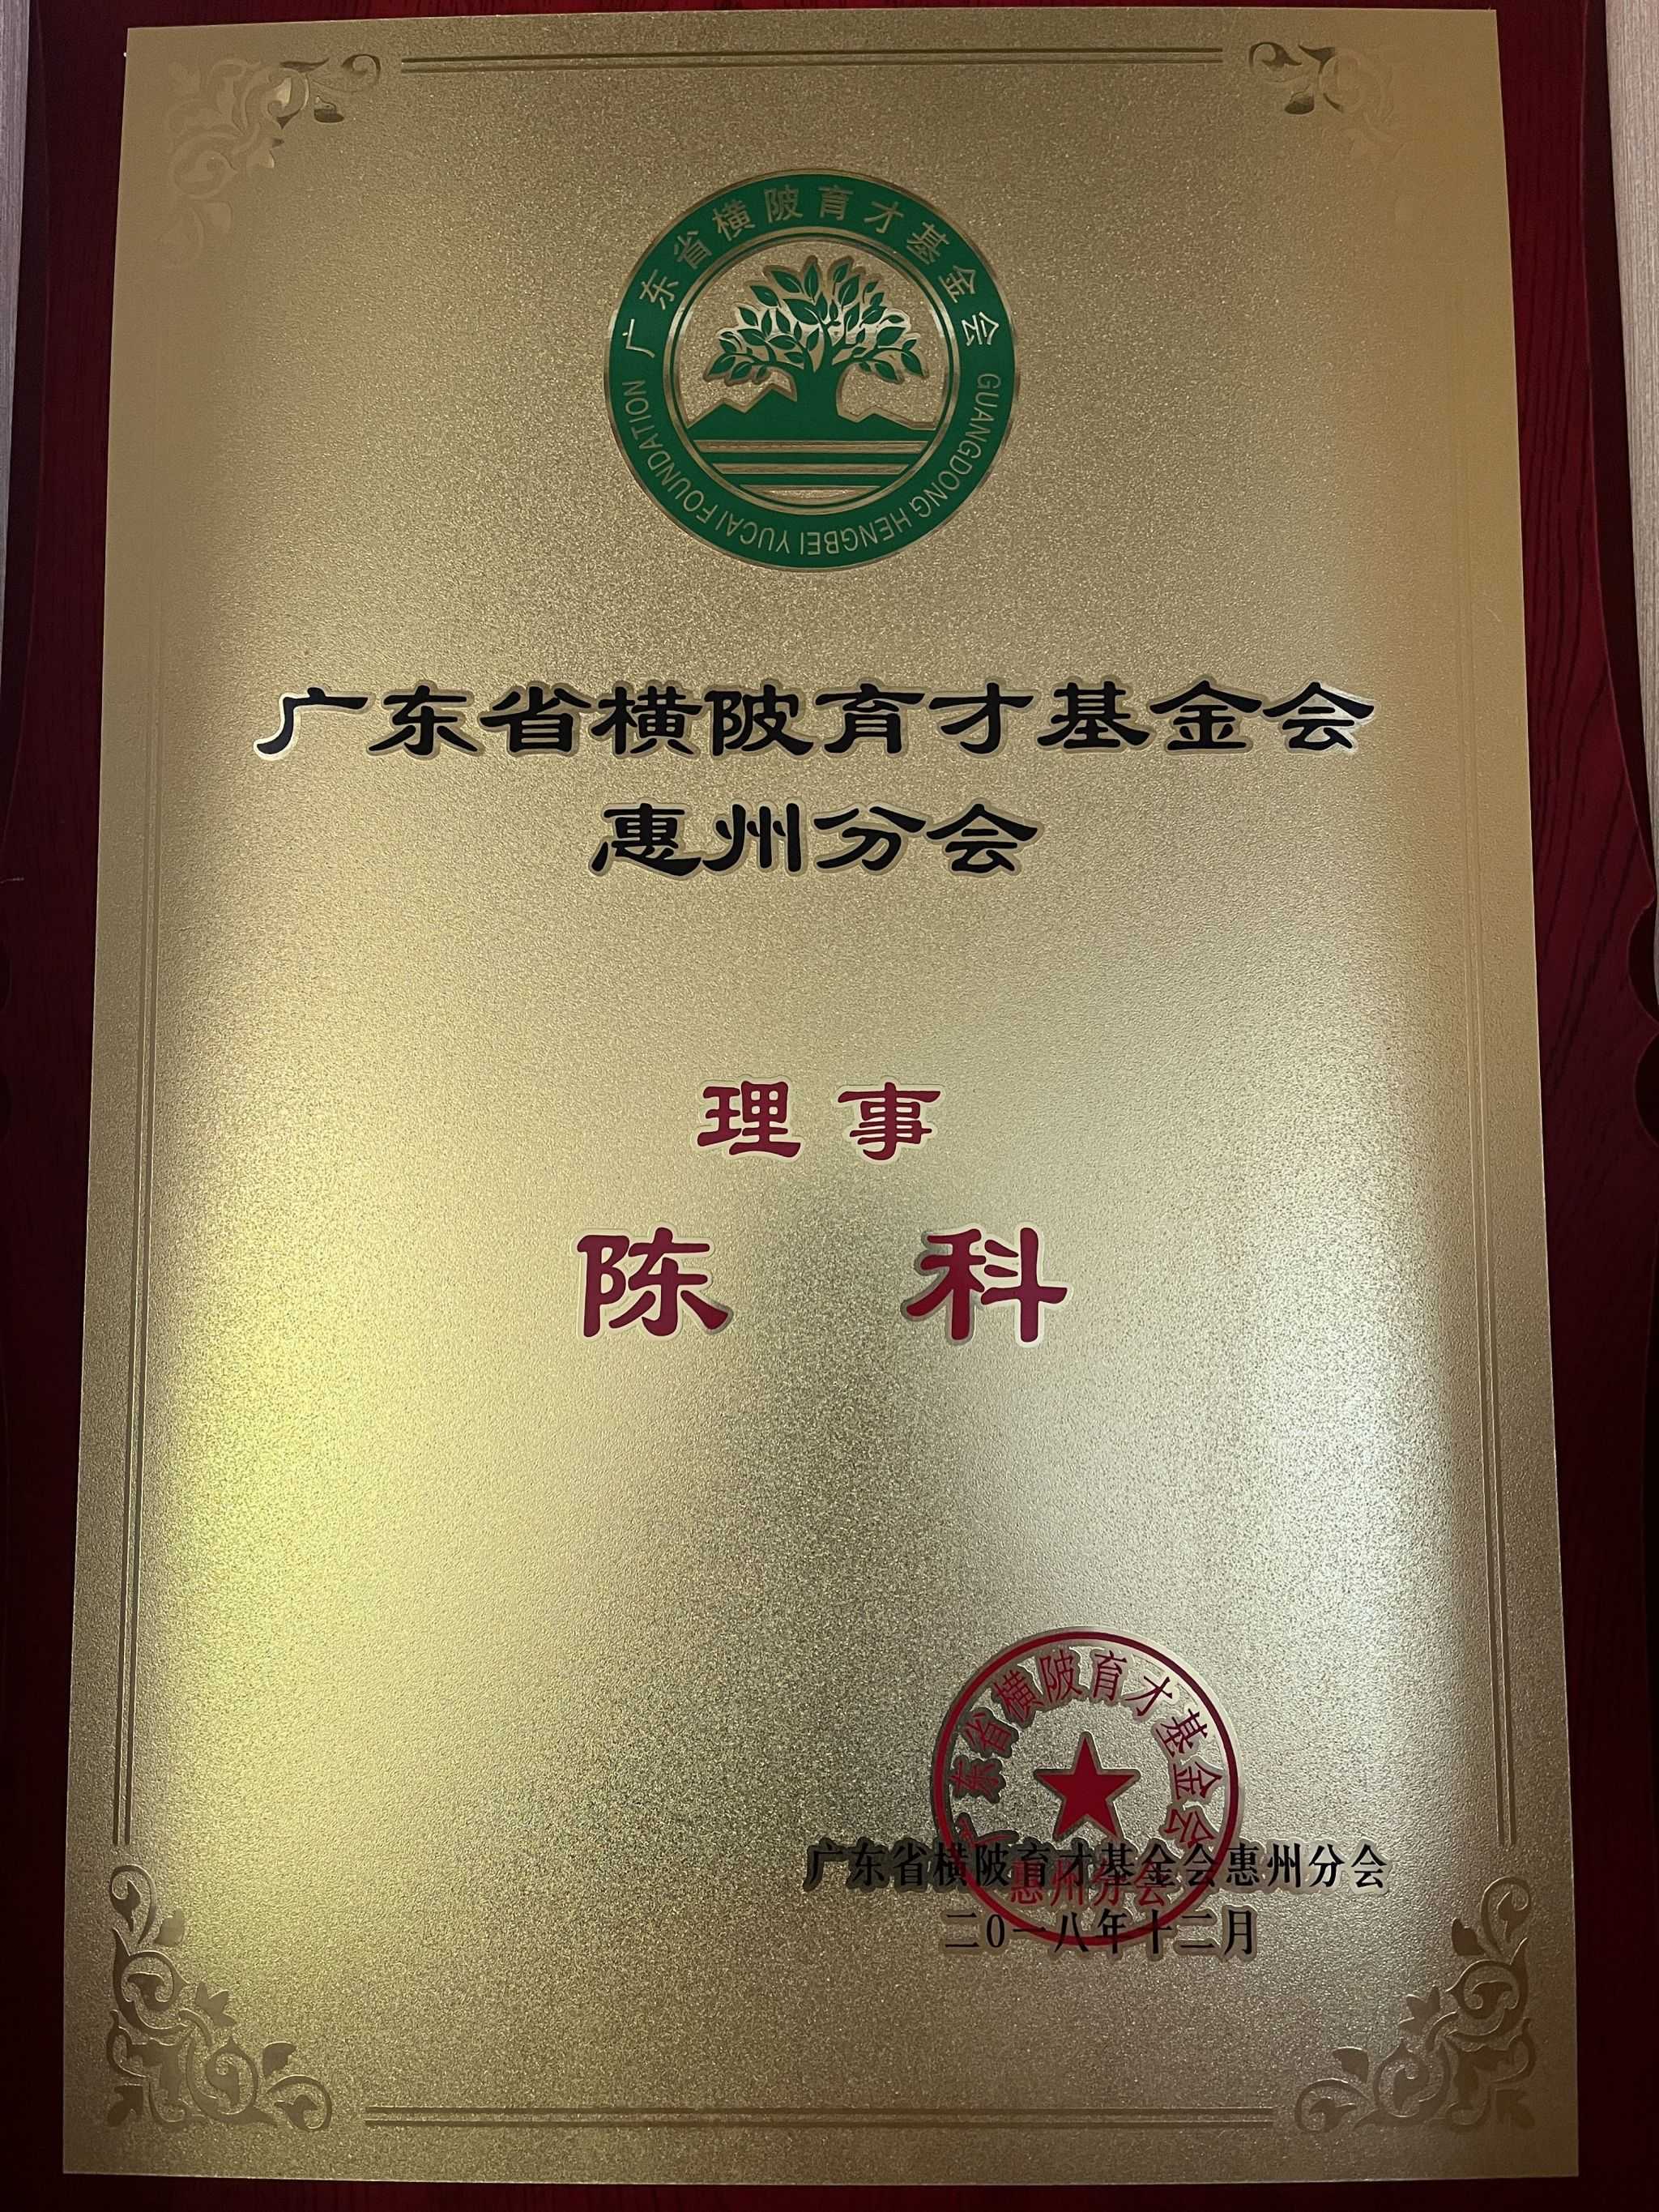 广东省横陂育才基金会
GUANGDONG HENGBEI YUCAI FOUNDATION
广东省横陂育才基金会
惠州分会
理事
陈科
广东省横陂育才基金会
惠州分会
广东省横陂育才基金会惠州分会
二0一八年十二月